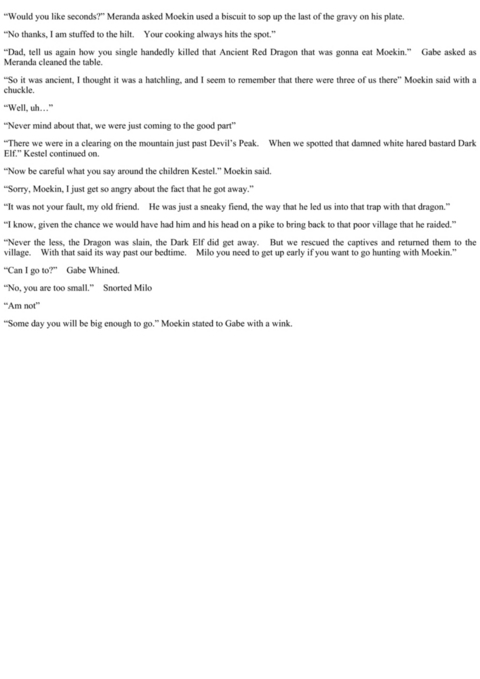 “Would you like seconds?” Meranda asked Moekin used a biscuit to sop up the last of the gravy on his plate.
“No thanks, I am stuffed to the hilt. Your cooking always hits the spot.”
“Dad, tell us again how you single handedly killed that Ancient Red Dragon that was gonna eat Moekin.” Gabe asked as
Meranda cleaned the table.
“So it was ancient, I thought it was a hatchling, and I seem to remember that there were three of us there” Moekin said with a
chuckle.
“Well, uh…”
“Never mind about that, we were just coming to the good part”
“There we were in a clearing on the mountain just past Devil’s Peak. When we spotted that damned white hared bastard Dark
Elf.” Kestel continued on.
“Now be careful what you say around the children Kestel.” Moekin said.
“Sorry, Moekin, I just get so angry about the fact that he got away.”
“It was not your fault, my old friend. He was just a sneaky fiend, the way that he led us into that trap with that dragon.”
“I know, given the chance we would have had him and his head on a pike to bring back to that poor village that he raided.”
“Never the less, the Dragon was slain, the Dark Elf did get away. But we rescued the captives and returned them to the
village. With that said its way past our bedtime. Milo you need to get up early if you want to go hunting with Moekin.”
“Can I go to?” Gabe Whined.
“No, you are too small.” Snorted Milo
“Am not”
“Some day you will be big enough to go.” Moekin stated to Gabe with a wink.